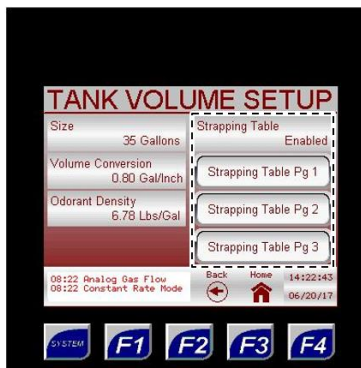 TANK VOLUME SETUP
Size
35 Gallons
Volume Conversion
0.80 Gal/Inch
Odorant Density
6.78 Lbs/Gal
Strapping Table
Enabled
Strapping Table Pg 1
Strapping Table Pg 2
Strapping Table Pg 3
08:22 Analog Gas Flow
08:22 Constant Rate Mode
Back
Home
14:22:43
06/20/17
SYSTEM
F1
F2
F3
F4